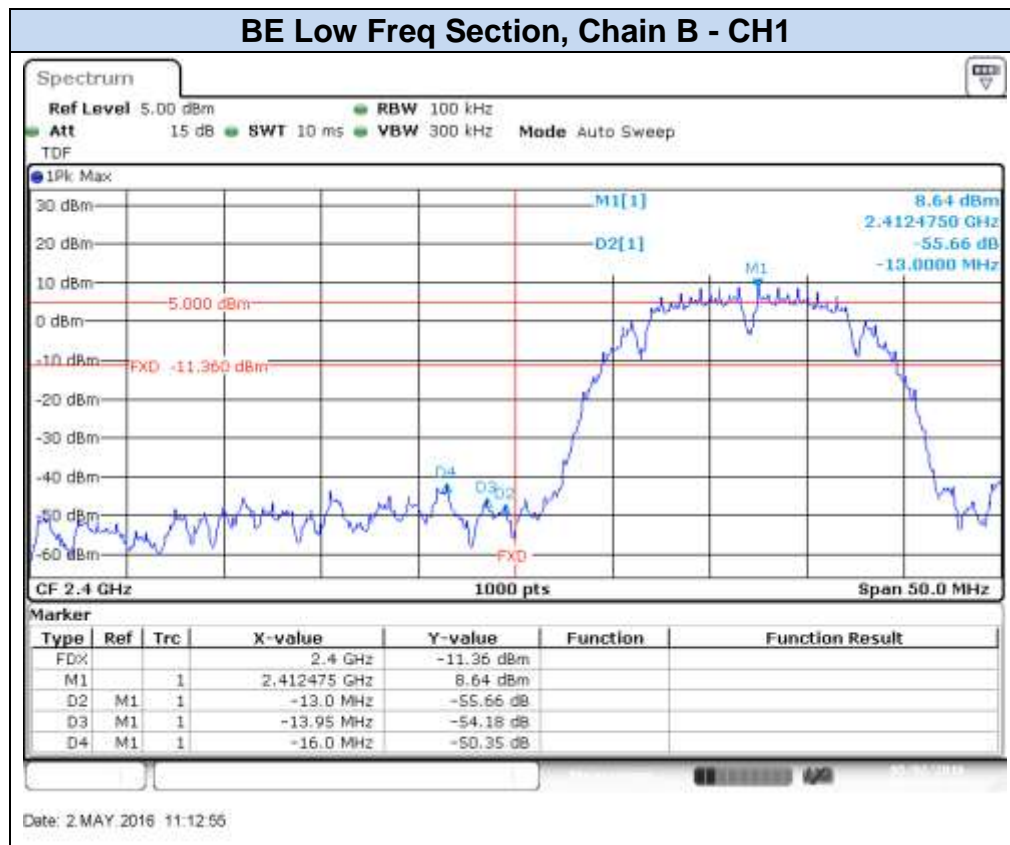 BE Low Freq Section, Chain B - CH1
Spectrum
Ref Level 5.00 dBm RBW 100 kHz
Att 15 dB SWT 10 ms VBW 300 kHz Mode Auto Sweep
TDF
1Pk Max
30 dBm M1[1] 8.64 dBm
2.4124750 GHz
20 dBm D2[1] -55.66 dB
-13.0000 MHz
M1
10 dBm
5.000 dBm
0 dBm
-10 dBm
FXD -11.360 dBm
-20 dBm
-30 dBm
-40 dBm
D4 D3 D2
-50 dBm
-60 dBm
FXD
CF 2.4 GHz 1000 pts Span 50.0 MHz
Marker
Type Ref Trc X-value Y-value Function Function Result
FDX 2.4 GHz -11.36 dBm
M1 1 2.412475 GHz 8.64 dBm
D2 M1 1 -13.0 MHz -55.66 dB
D3 M1 1 -13.95 MHz -54.18 dB
D4 M1 1 -16.0 MHz -50.35 dB
Date: 2.MAY.2016 11:12:55